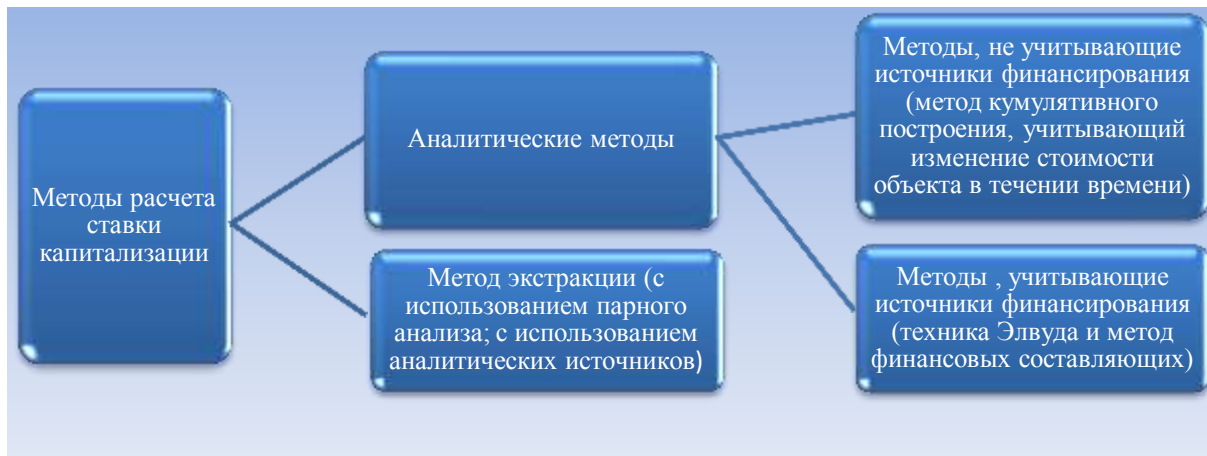 Методы расчета
ставки
капитализации
Аналитические методы
Метод экстракции (с
использованием парного
анализа; с использованием
аналитических источников)
Методы, не учитывающие
источники финансирования
(метод кумулятивного
построения, учитывающий
изменение стоимости
объекта в течении времени)
Методы , учитывающие
источники финансирования
(техника Элвуда и метод
финансовых составляющих)